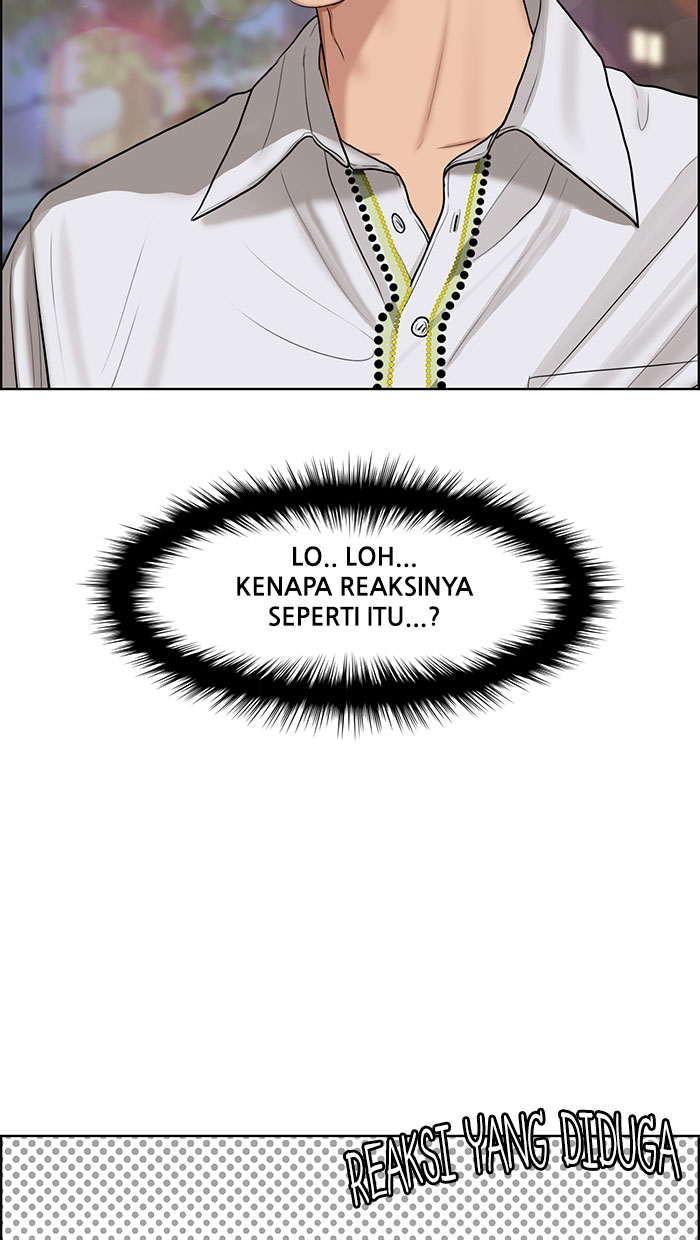 LO.. LOH...
KENAPA REAKSINYA
SEPERTI ITU...?
REAKSI YANG DIDUGA